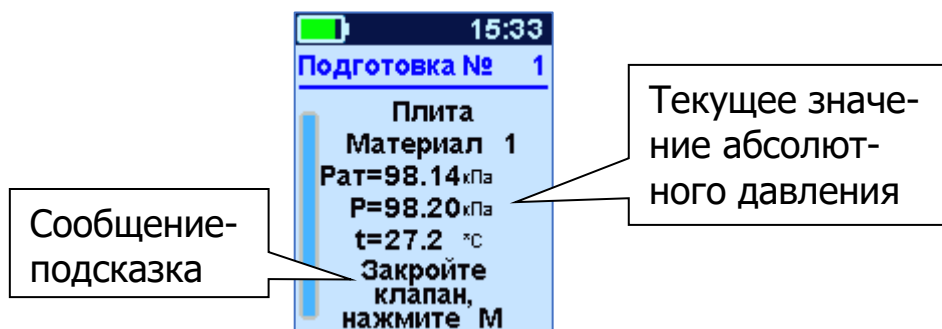 15:33
Подготовка № 1
Плита
Материал 1
Рат=98.14кПа
Р=98.20кПа
t=27.2 °С
Закройте
клапан,
нажмите М
Текущее значе-
ние абсолют-
ного давления
Сообщение-
подсказка